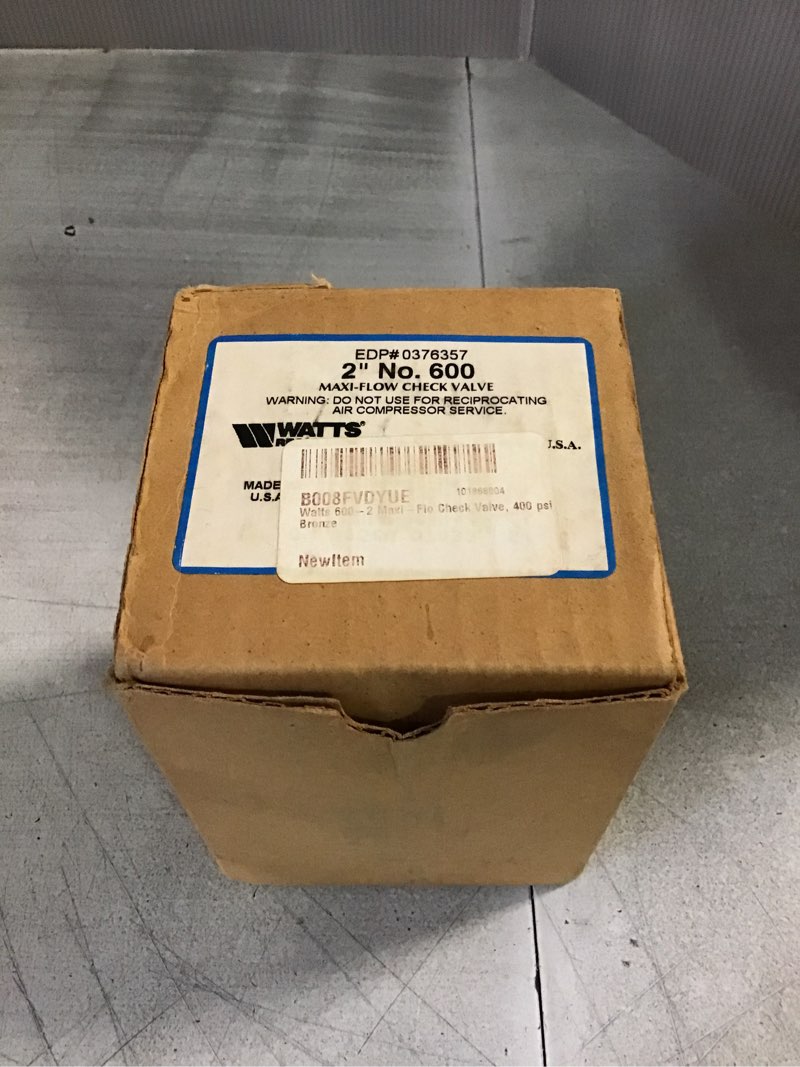 EDP# 0376357
2" No. 600
MAXI-FLOW CHECK VALVE
WARNING: DO NOT USE FOR RECIPROCATING
AIR COMPRESSOR SERVICE.
WATTS®
U.S.A.
MADE
U.S.A
B008FVDYUE
101966804
Watts 600-2 Maxi-Flo Check Valve, 400 psi
Bronze
NewItem